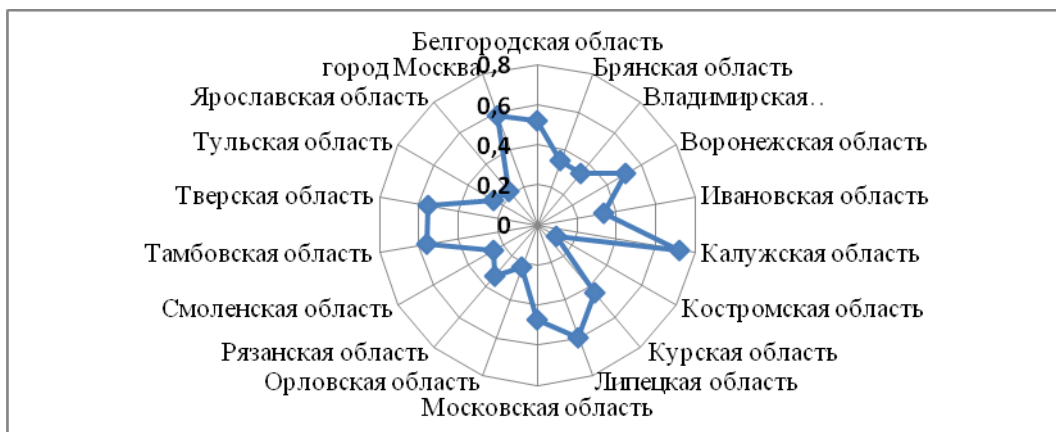 Белгородская область
0,8
город Москва
Брянская область
Ярославская область
0,6
Владимирская…
Тульская область
0,4
Воронежская область
Тверская область
0,2
Ивановская область
0
Тамбовская область
Калужская область
Смоленская область
Костромская область
Рязанская область
Курская область
Орловская область
Липецкая область
Московская область